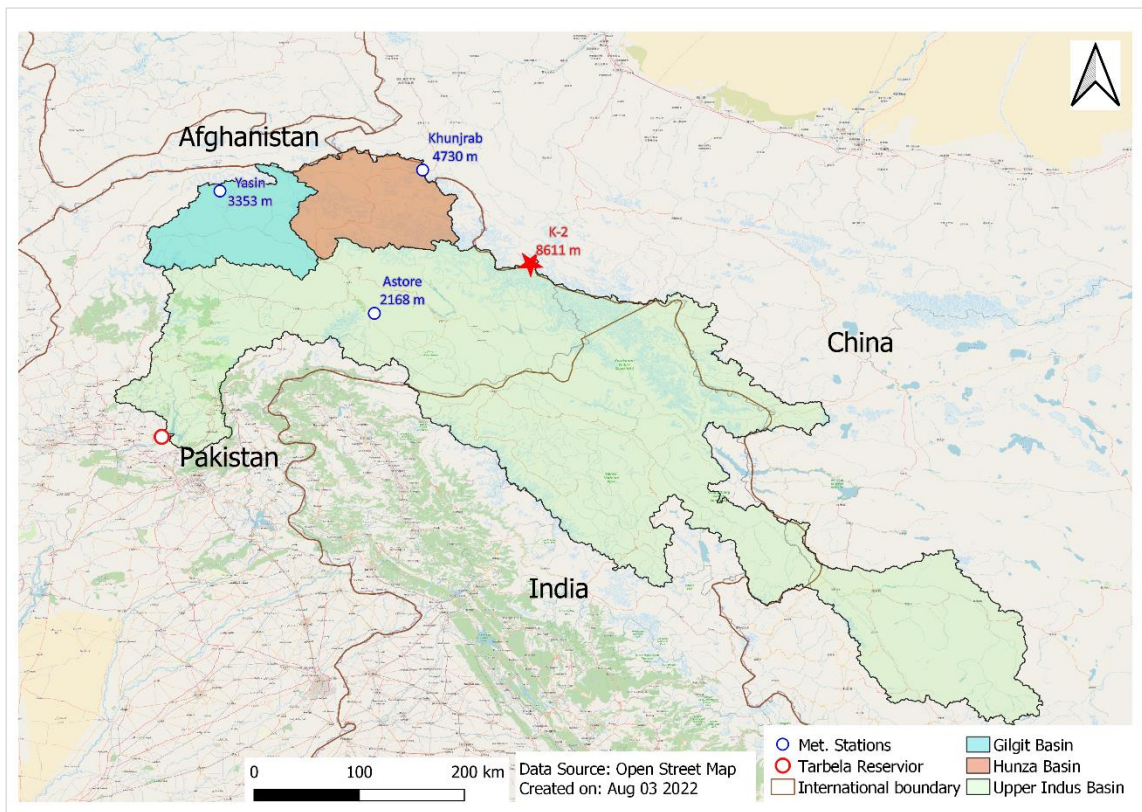 Afghanistan
Khunjrab
4730 m
Yasin
3353 m
K-2
8611 m
Astore
2168 m
China
Pakistan
India
0 100 200 km
Data Source: Open Street Map
Created on: Aug 03 2022
Met. Stations
Tarbela Reservior
International boundary
Gilgit Basin
Hunza Basin
Upper Indus Basin